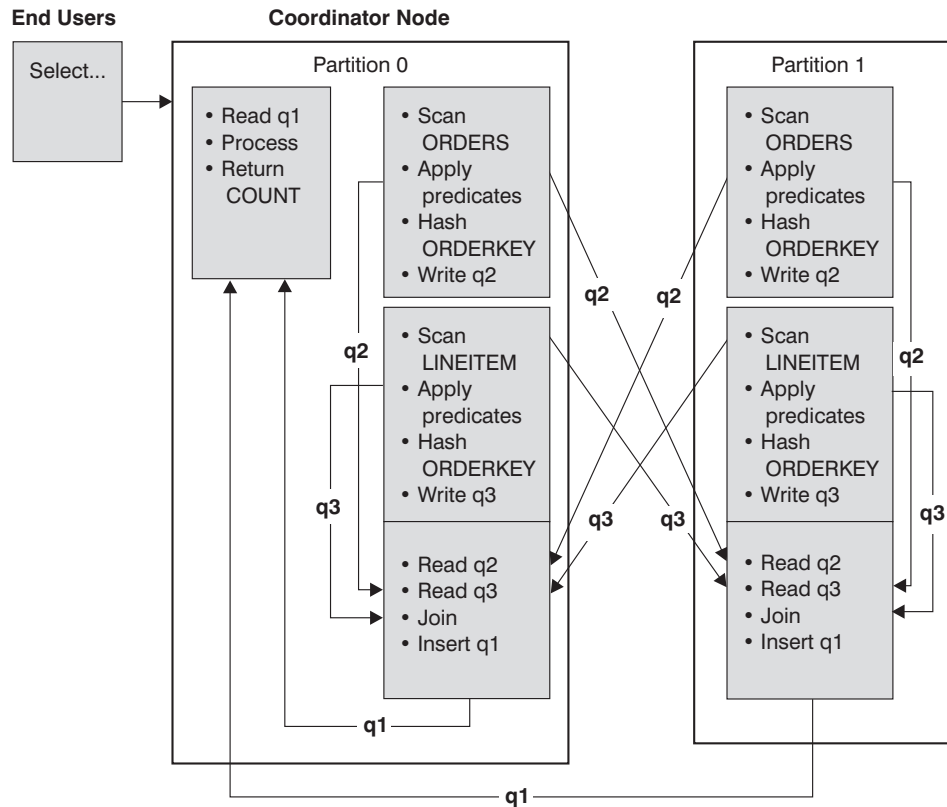 End Users
Coordinator Node
Select...
Partition 0
• Read q1
• Process
• Return
COUNT
• Scan
ORDERS
• Apply
predicates
• Hash
ORDERKEY
• Write q2
q2
• Scan
LINEITEM
• Apply
predicates
• Hash
ORDERKEY
• Write q3
q3
• Read q2
• Read q3
• Join
• Insert q1
q1
q2
q2
q3
q3
Partition 1
• Scan
ORDERS
• Apply
predicates
• Hash
ORDERKEY
• Write q2
q2
• Scan
LINEITEM
• Apply
predicates
• Hash
ORDERKEY
• Write q3
q3
• Read q2
• Read q3
• Join
• Insert q1
q1